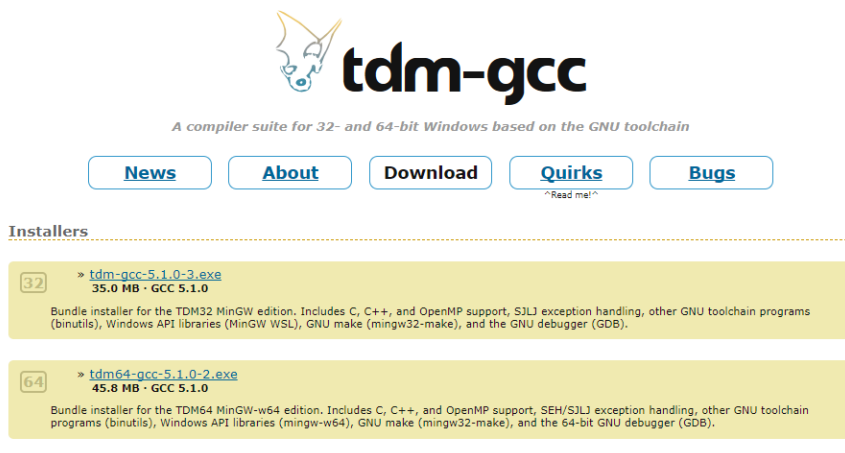 tdm-gcc
A compiler suite for 32- and 64-bit Windows based on the GNU toolchain
News About Download Quirks Bugs
^Read me!^
Installers
32 » tdm-gcc-5.1.0-3.exe
35.0 MB · GCC 5.1.0
Bundle installer for the TDM32 MinGW edition. Includes C, C++, and OpenMP support, SJLJ exception handling, other GNU toolchain programs
(binutils), Windows API libraries (MinGW WSL), GNU make (mingw32-make), and the GNU debugger (GDB).
64 » tdm64-gcc-5.1.0-2.exe
45.8 MB · GCC 5.1.0
Bundle installer for the TDM64 MinGW-w64 edition. Includes C, C++, and OpenMP support, SEH/SJLJ exception handling, other GNU toolchain
programs (binutils), Windows API libraries (mingw-w64), GNU make (mingw32-make), and the 64-bit GNU debugger (GDB).